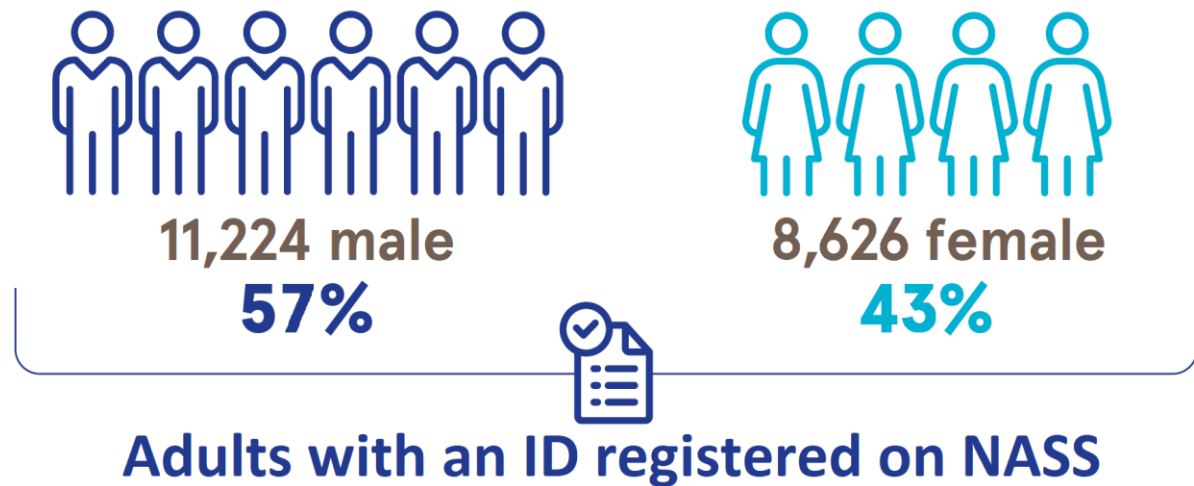 11,224 male
57%
8,626 female
43%
Adults with an ID registered on NASS